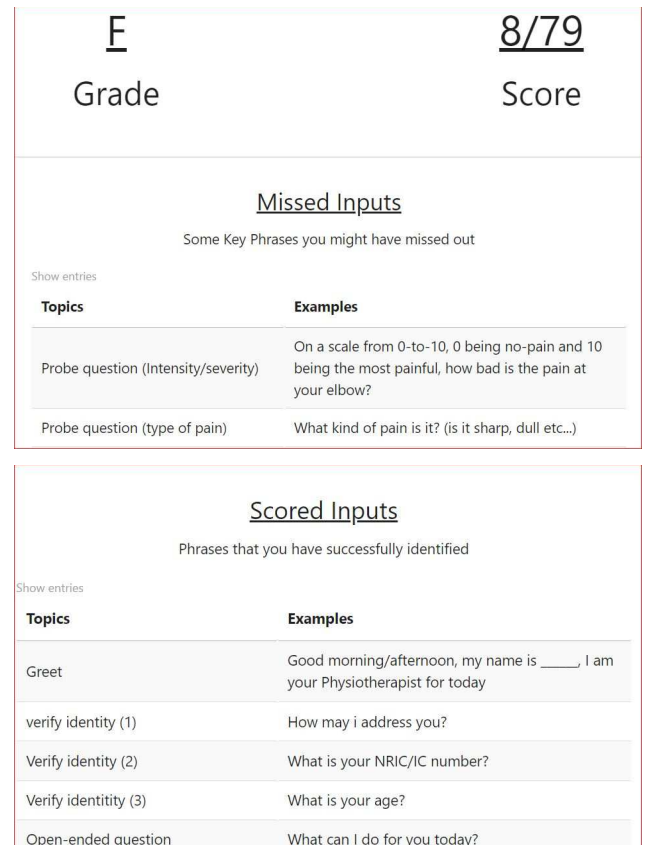 F 8/79
Grade Score
Missed Inputs
Some Key Phrases you might have missed out
Show entries
Topics Examples
Probe question (Intensity/severity) On a scale from 0-to-10, 0 being no-pain and 10
being the most painful, how bad is the pain at
your elbow?
Probe question (type of pain) What kind of pain is it? (is it sharp, dull etc...)
Scored Inputs
Phrases that you have successfully identified
Show entries
Topics Examples
Greet Good morning/afternoon, my name is _____, I am
your Physiotherapist for today
verify identity (1) How may i address you?
Verify identity (2) What is your NRIC/IC number?
Verify identitity (3) What is your age?
Open-ended question What can I do for you today?